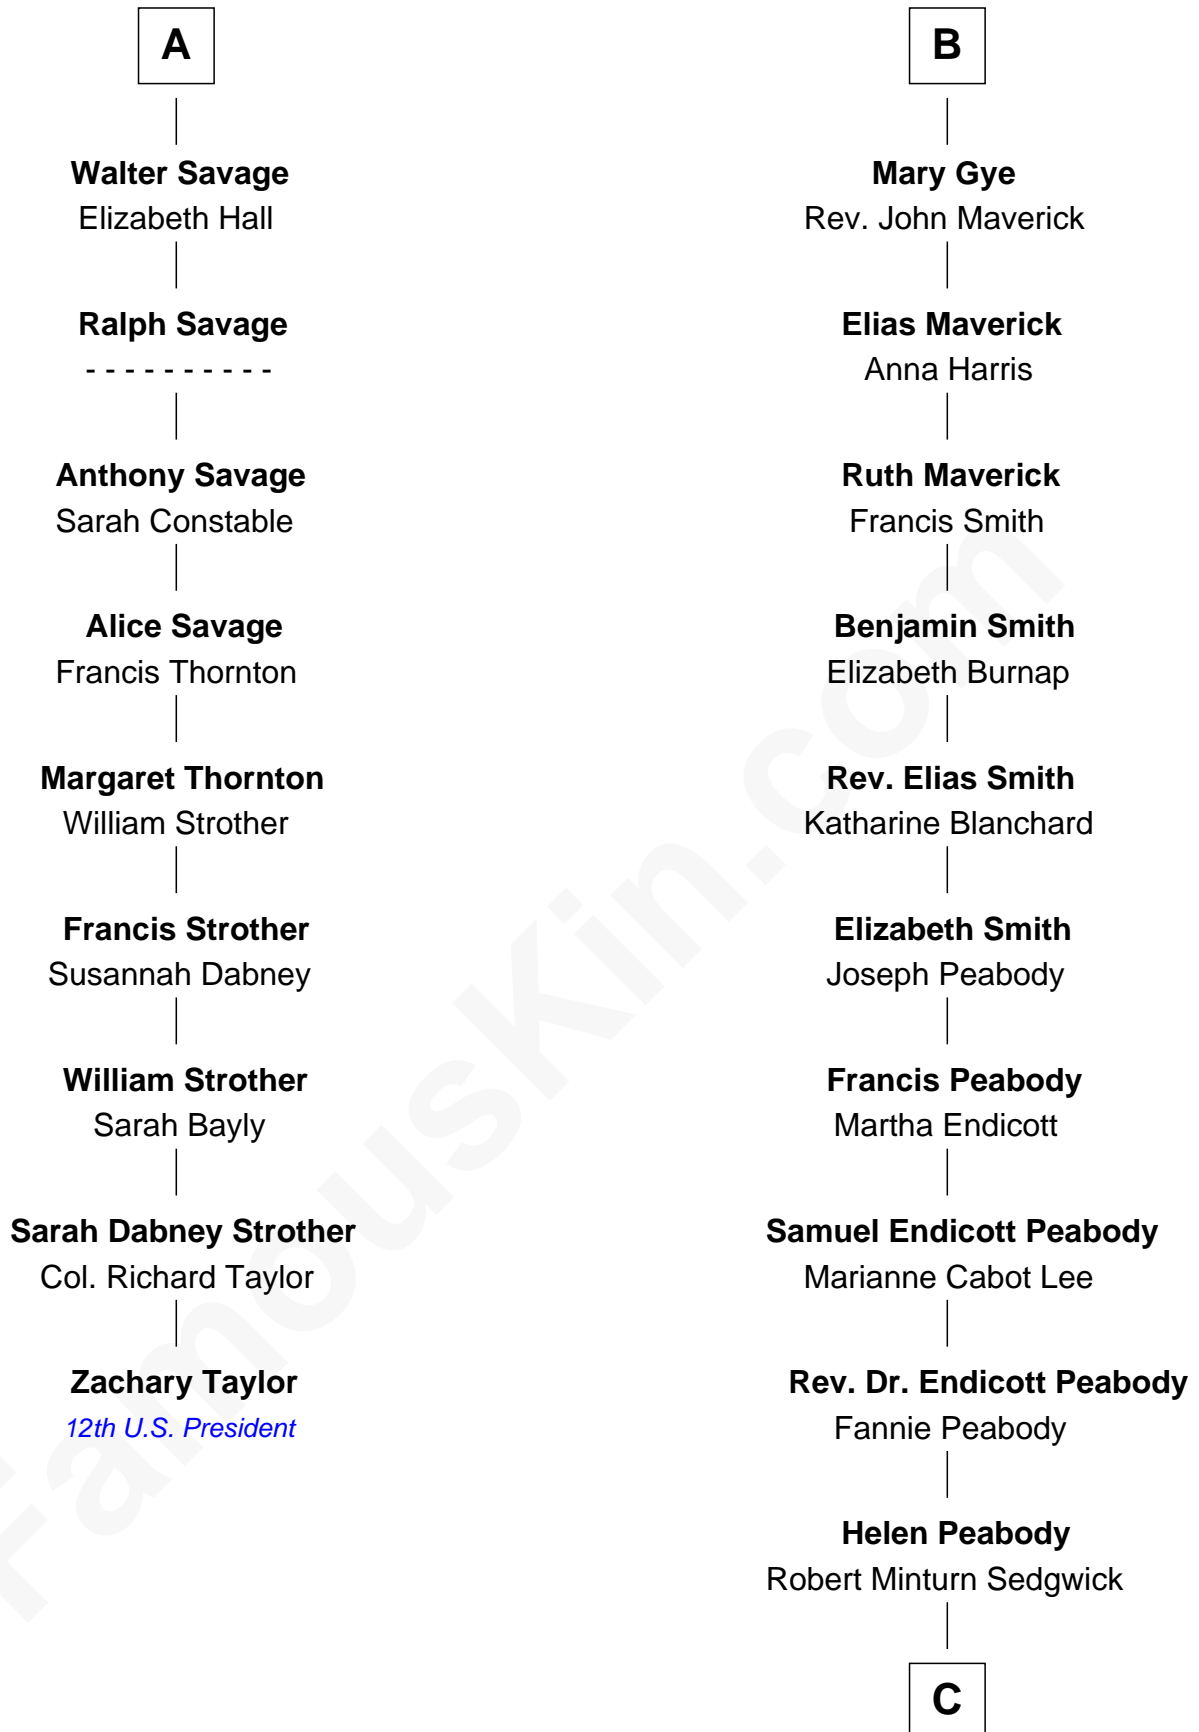 A
Walter Savage
Elizabeth Hall
Ralph Savage
- - - - - - - - - -
Anthony Savage
Sarah Constable
Alice Savage
Francis Thornton
Margaret Thornton
William Strother
Francis Strother
Susannah Dabney
William Strother
Sarah Bayly
Sarah Dabney Strother
Col. Richard Taylor
Zachary Taylor
12th U.S. President
B
Mary Gye
Rev. John Maverick
Elias Maverick
Anna Harris
Ruth Maverick
Francis Smith
Benjamin Smith
Elizabeth Burnap
Rev. Elias Smith
Katharine Blanchard
Elizabeth Smith
Joseph Peabody
Francis Peabody
Martha Endicott
Samuel Endicott Peabody
Marianne Cabot Lee
Rev. Dr. Endicott Peabody
Fannie Peabody
Helen Peabody
Robert Minturn Sedgwick
C
FamousKin.com